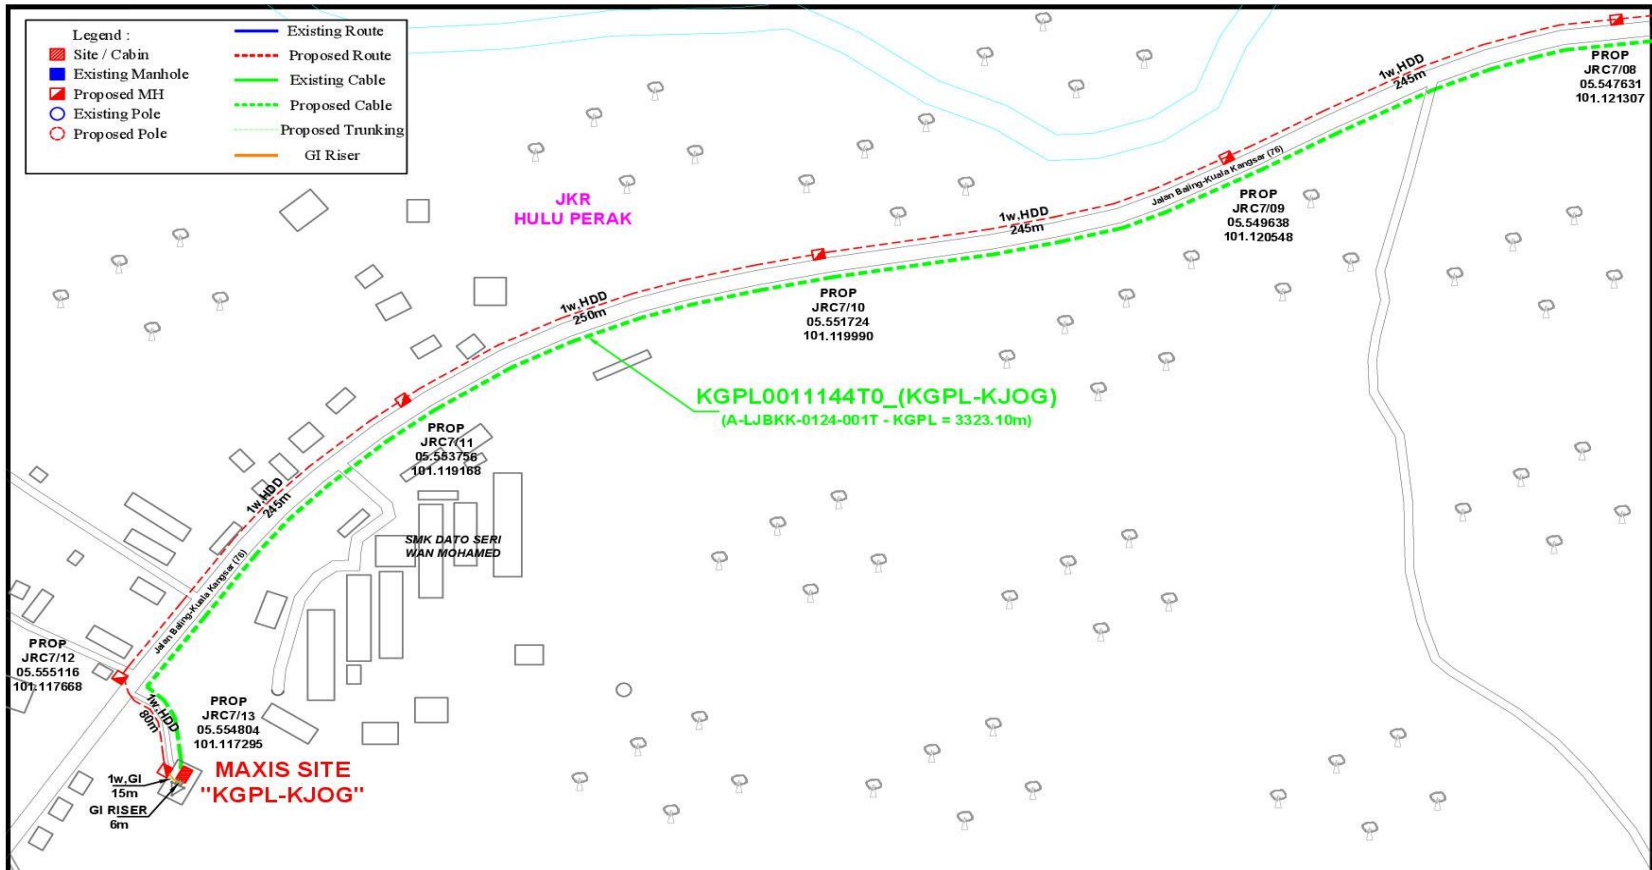 Legend :
Site / Cabin
Existing Manhole
Proposed MH
Existing Pole
Proposed Pole
Existing Route
Proposed Route
Existing Cable
Proposed Cable
Proposed Trunking
GI Riser
JKR
HULU PERAK
1w,HDD
245m
PROP
JRC7/08
05.547631
101.121307
Jalan Baling-Kuala Kangsar (76)
PROP
JRC7/09
05.549638
101.120548
1w,HDD
245m
PROP
JRC7/10
05.551724
101.119990
1w,HDD
250m
KGPL0011144T0_(KGPL-KJOG)
(A-LJBKK-0124-001T - KGPL = 3323.10m)
PROP
JRC7/11
05.553756
101.119168
1w,HDD
245m
SMK DATO SERI
WAN MOHAMED
Jalan Baling-Kuala Kangsar (76)
PROP
JRC7/12
05.555116
101.117668
1w,HDD
80m
PROP
JRC7/13
05.554804
101.117295
MAXIS SITE
"KGPL-KJOG"
1w,GI
15m
GI RISER
6m